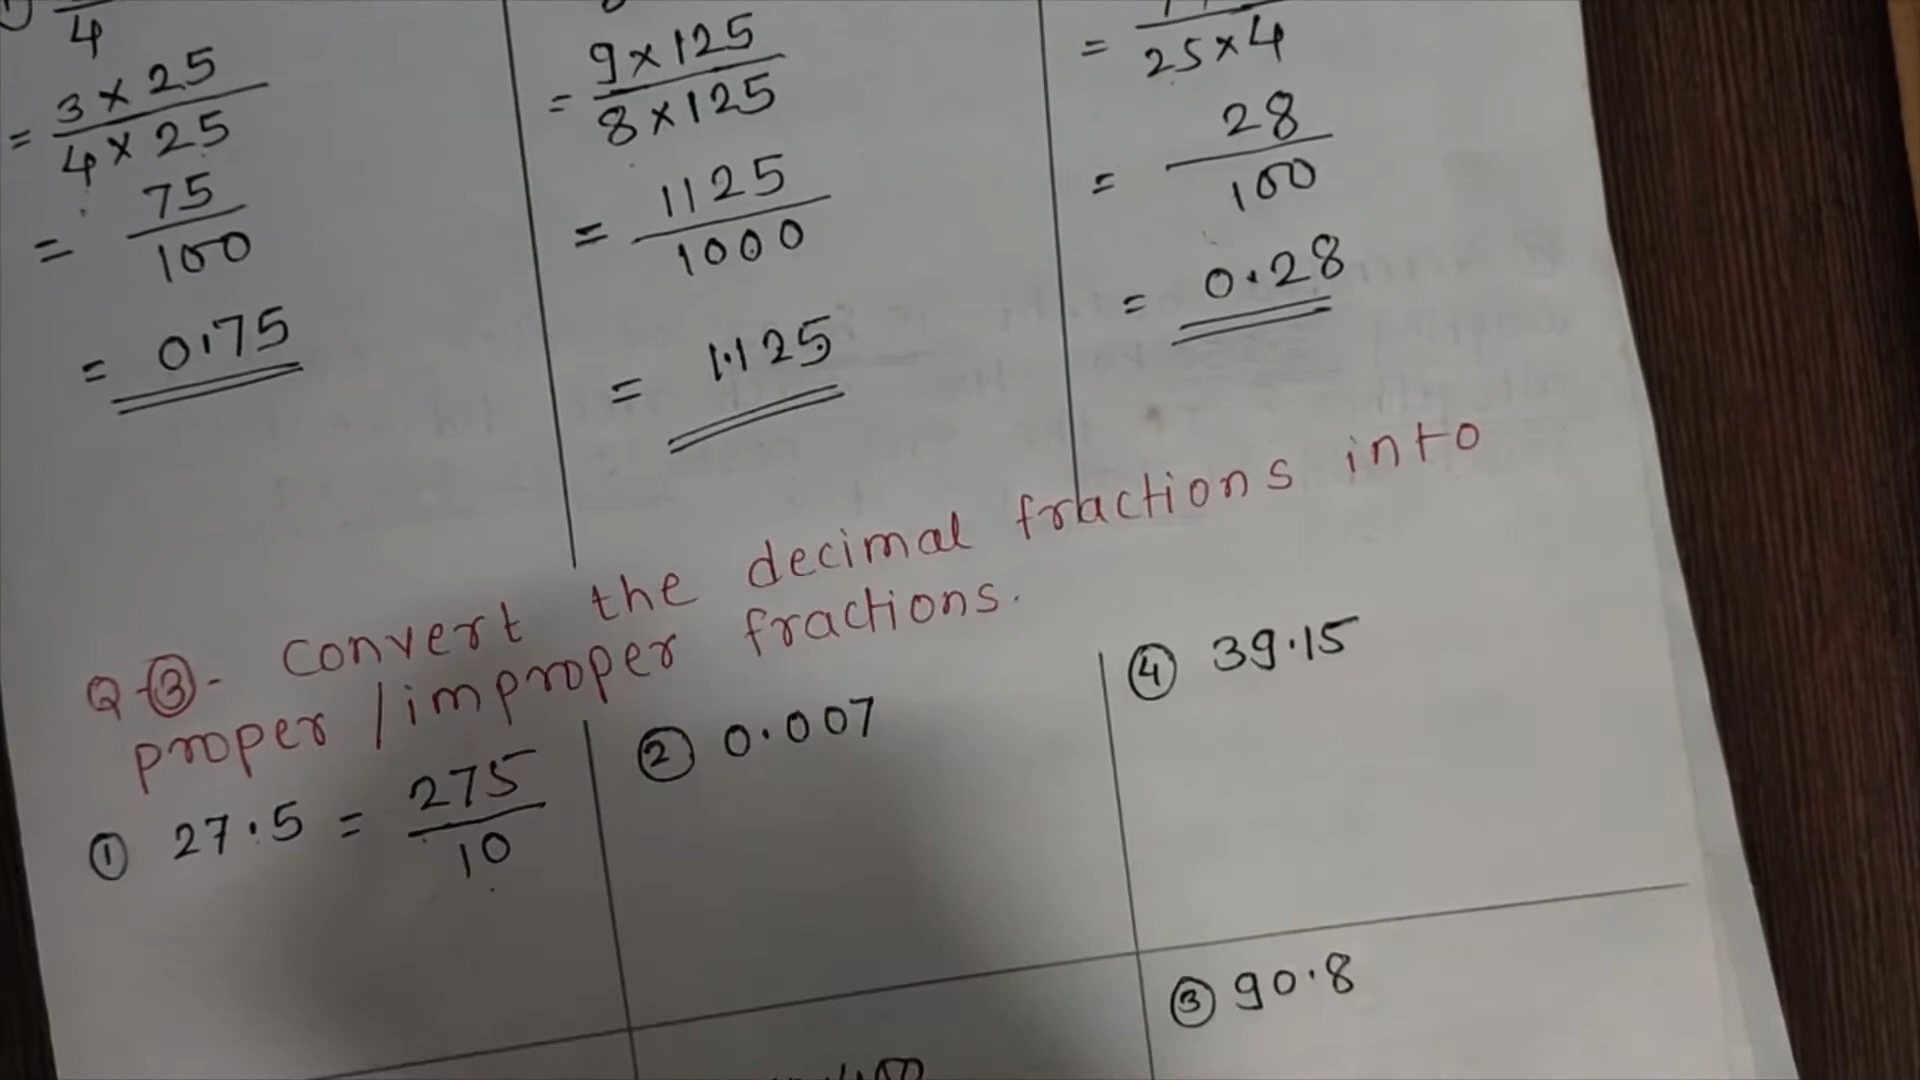 ①
4
= 3 × 25
4 × 25
= 75
100
= 0.75
= 9 × 125
8 × 125
= 1125
1000
= 1.125
=
25 × 4
= 28
100
= 0.28
Q-③- Convert the decimal fractions into
proper / improper fractions.
① 27.5 = 275
10
② 0.007
④ 39.15
③ 90.8